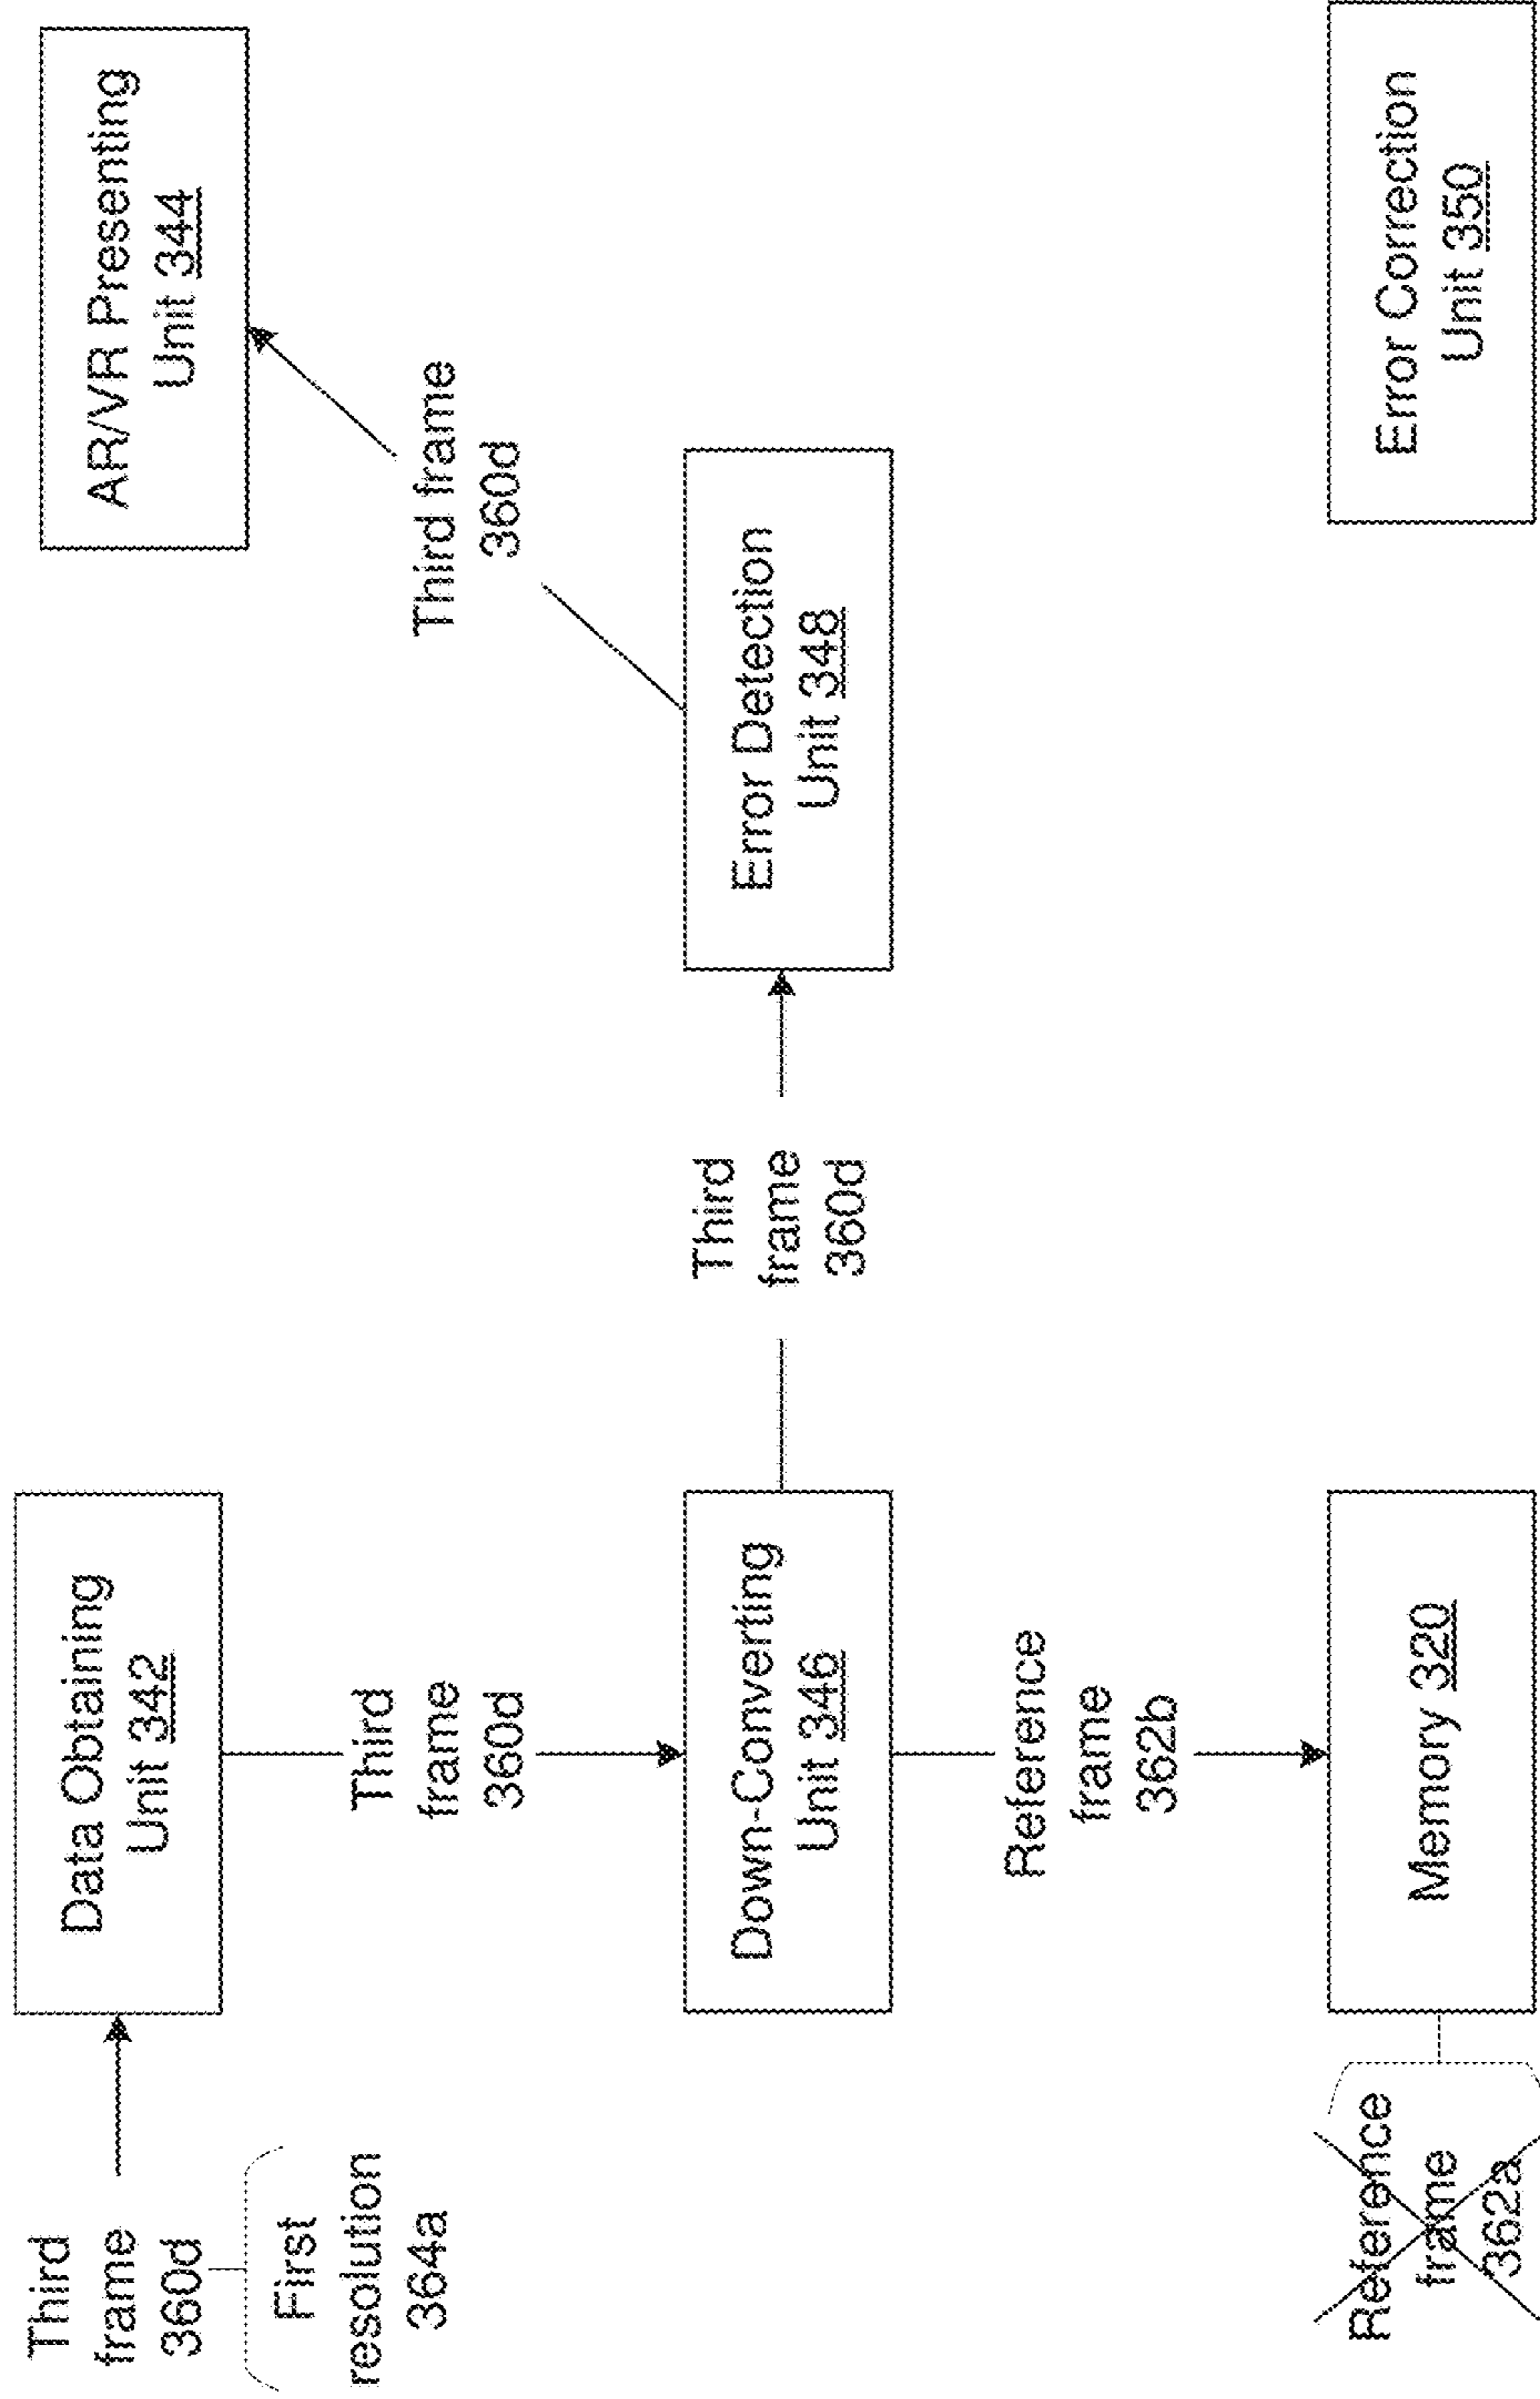 Third
frame
360d
First
resolution
364a
Data Obtaining
Unit 342
AR/VR Presenting
Unit 344
Third
frame
360d
Third frame
360d
Down-Converting
Unit 346
Third
frame
360d
Error Detection
Unit 348
Reference
frame
362b
Reference
frame
362a
Memory 320
Error Correction
Unit 350